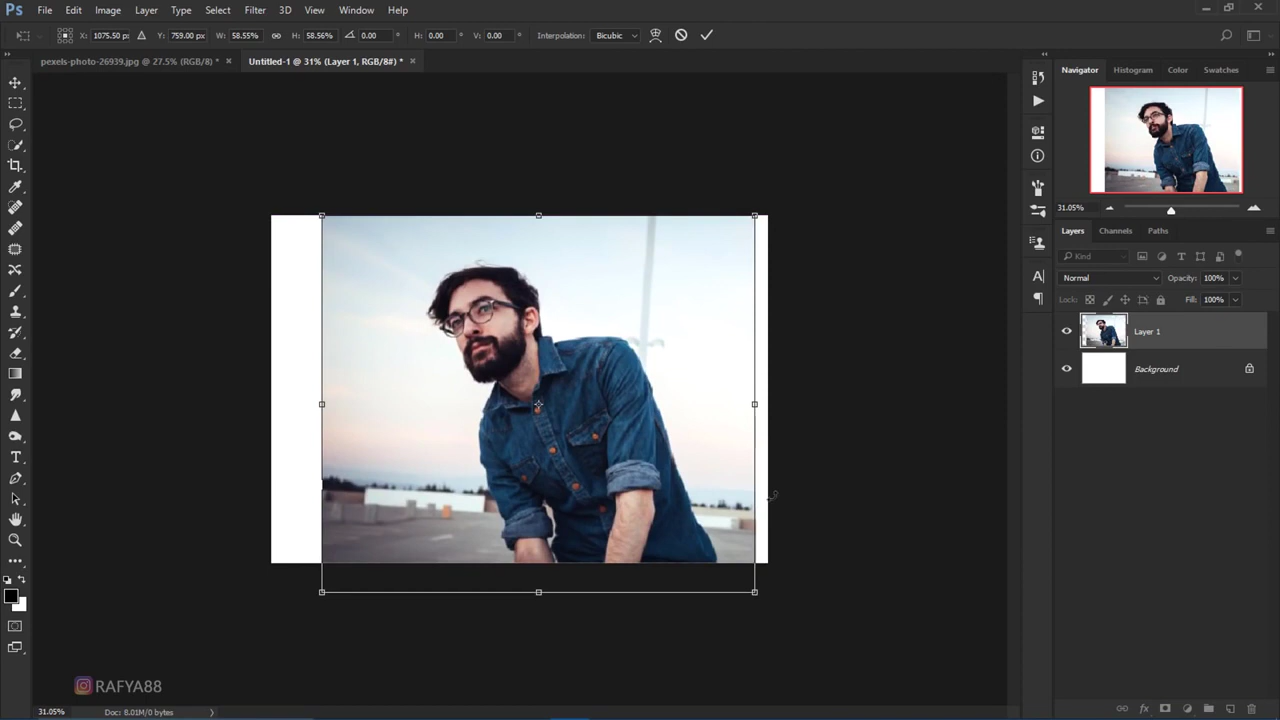 Ps File Edit Image Layer Type Select Filter 3D View Window Help
X: 1075.50 px Y: 759.00 px W: 58.55% H: 58.56% 0.00 ° H: 0.00 ° V: 0.00 ° Interpolation: Bicubic
pexels-photo-26939.jpg @ 27.5% (RGB/8) * × Untitled-1 @ 31% (Layer 1, RGB/8#) * ×
Navigator Histogram Color Swatches
31.05%
Layers Channels Paths
Kind
Normal Opacity: 100%
Lock: Fill: 100%
Layer 1
Background
RAFYA88
31.05% Doc: 8.01M/0 bytes